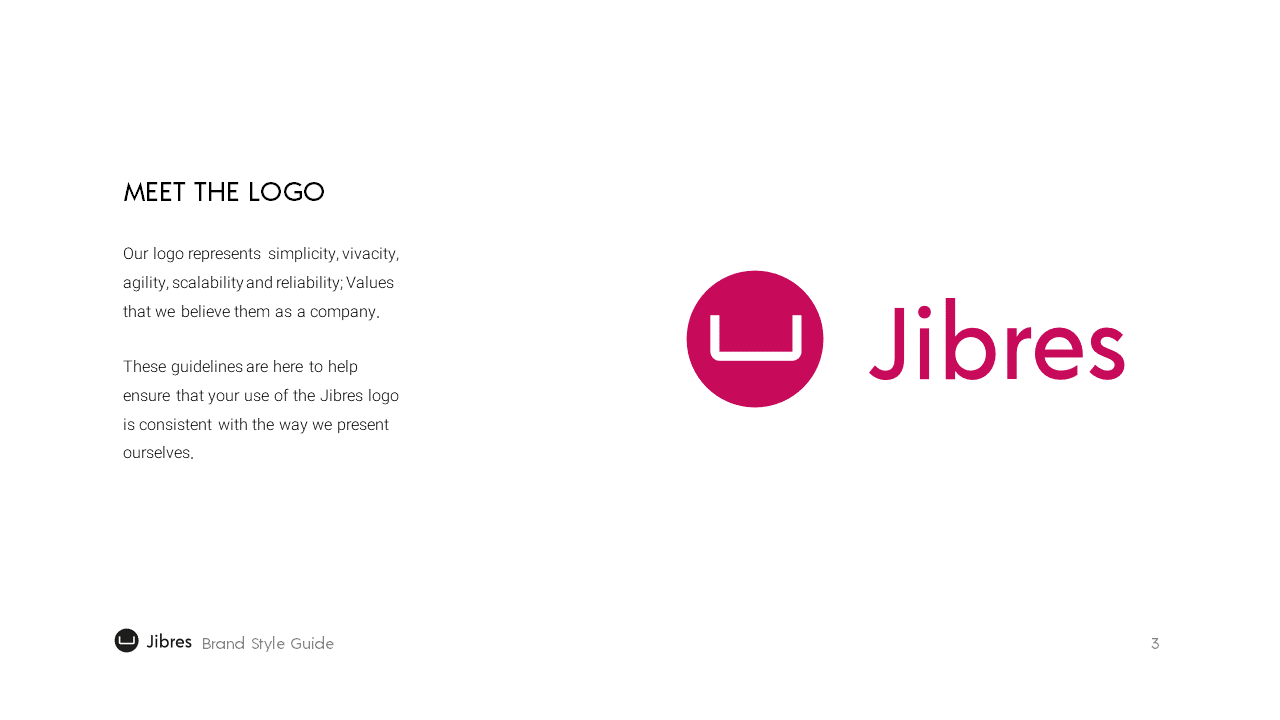 MEET THE LOGO
Our logo represents simplicity, vivacity,
agility, scalability and reliability; Values
that we believe them as a company.
These guidelines are here to help
ensure that your use of the Jibres logo
is consistent with the way we present
ourselves.
Jibres
Jibres Brand Style Guide
3